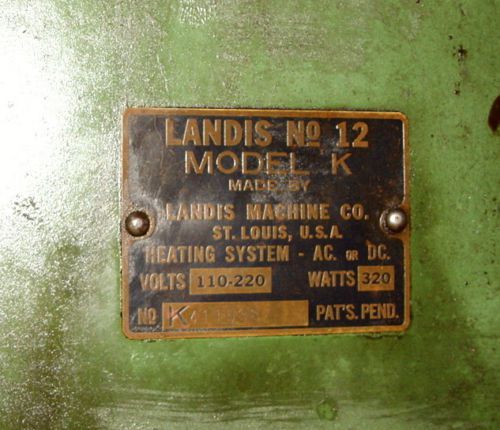 LANDIS Nº 12
MODEL K
MADE BY
LANDIS MACHINE CO.
ST. LOUIS, U.S.A.
HEATING SYSTEM - AC. OR DC.
VOLTS 110-220 WATTS 320
NO. K PAT'S. PEND.